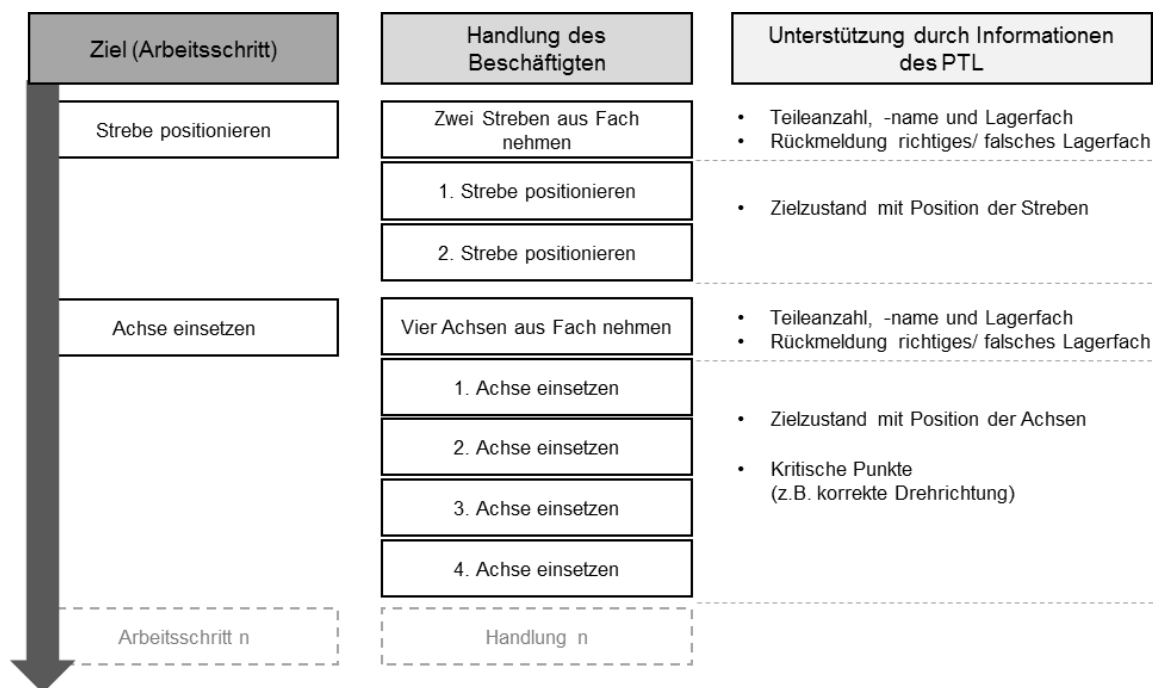 Ziel (Arbeitsschritt)
Handlung des
Beschäftigten
Unterstützung durch Informationen
des PTL
Strebe positionieren
Zwei Streben aus Fach
nehmen
• Teileanzahl, -name und Lagerfach
• Rückmeldung richtiges/ falsches Lagerfach
1. Strebe positionieren
• Zielzustand mit Position der Streben
2. Strebe positionieren
Achse einsetzen
Vier Achsen aus Fach nehmen
• Teileanzahl, -name und Lagerfach
• Rückmeldung richtiges/ falsches Lagerfach
1. Achse einsetzen
• Zielzustand mit Position der Achsen
2. Achse einsetzen
• Kritische Punkte
(z.B. korrekte Drehrichtung)
3. Achse einsetzen
4. Achse einsetzen
Arbeitsschritt n
Handlung n